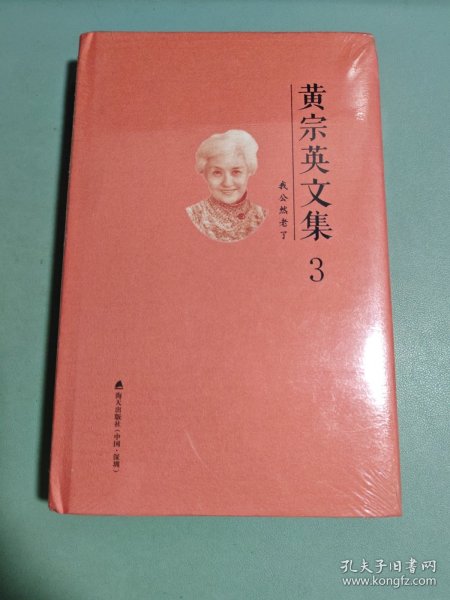 黄宗英文集
3
我公然老了
海天出版社（中国·深圳）
孔夫子旧书网
www.kongfz.com